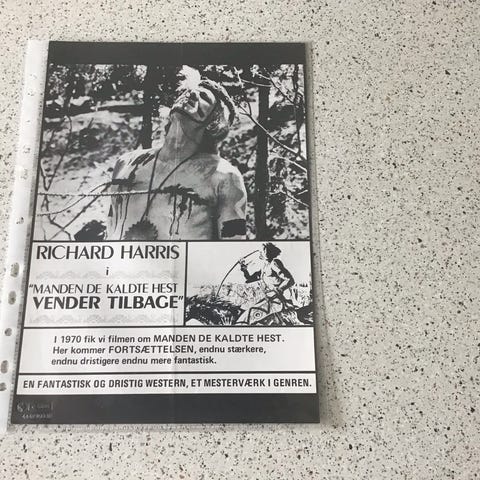 RICHARD HARRIS
i
"MANDEN DE KALDTE HEST
VENDER TILBAGE"
I 1970 fik vi filmen om MANDEN DE KALDTE HEST.
Her kommer FORTSÆTTELSEN, endnu stærkere,
endnu dristigere endnu mere fantastisk.
EN FANTASTISK OG DRISTIG WESTERN, ET MESTERVÆRK I GENREN.